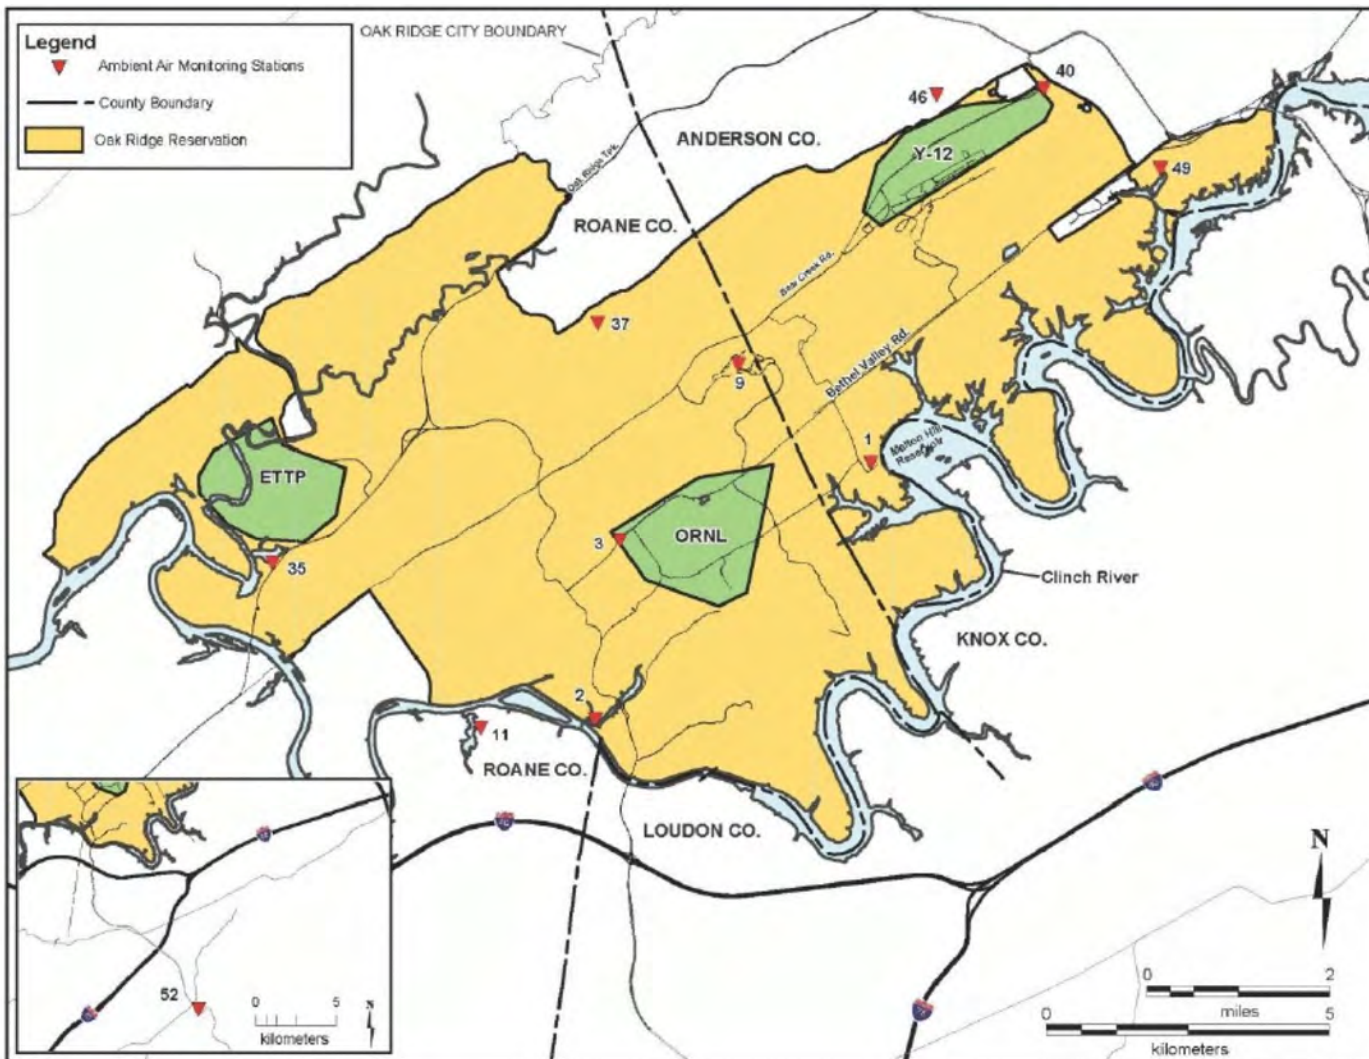 Legend
Ambient Air Monitoring Stations
County Boundary
Oak Ridge Reservation
OAK RIDGE CITY BOUNDARY
46
40
ANDERSON CO.
Y-12
49
Oak Ridge Tpk.
ROANE CO.
Bear Creek Rd.
37
9
Bethel Valley Rd.
1
Melton Hill
Reservoir
ETTP
3
ORNL
35
Clinch River
KNOX CO.
2
11
ROANE CO.
LOUDON CO.
N
0 2
miles
0 5
kilometers
52
0 5
kilometers
N